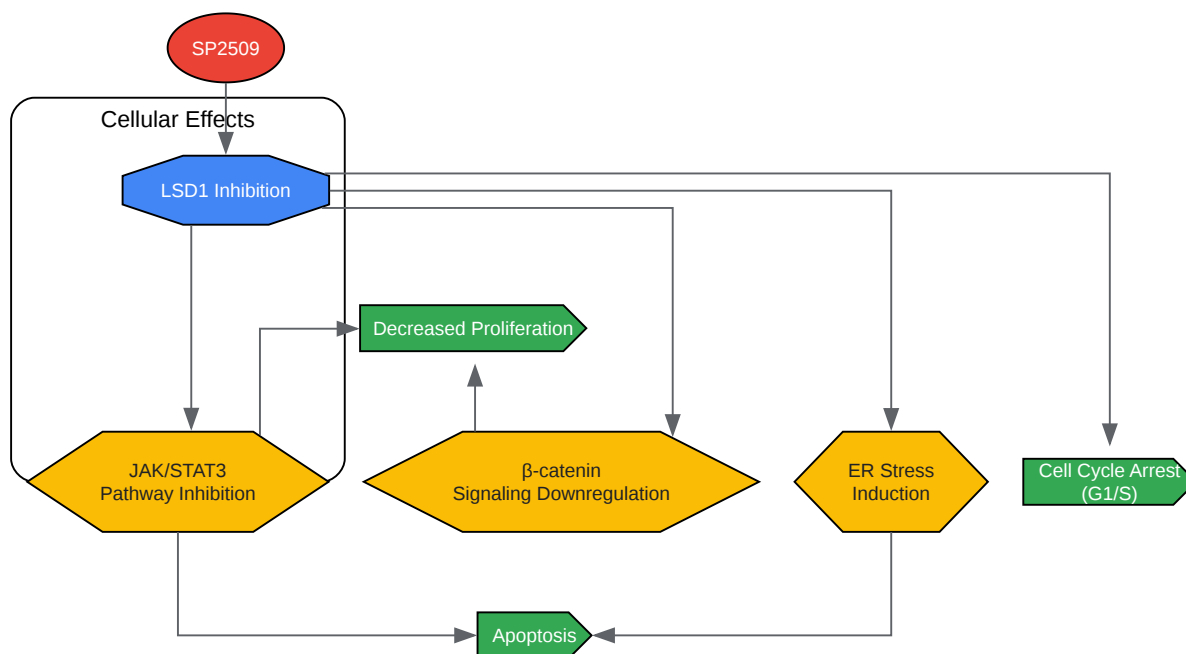 SP2509
Cellular Effects
LSD1 Inhibition
Decreased Proliferation
JAK/STAT3
Pathway Inhibition
β-catenin
Signaling Downregulation
ER Stress
Induction
Cell Cycle Arrest
(G1/S)
Apoptosis